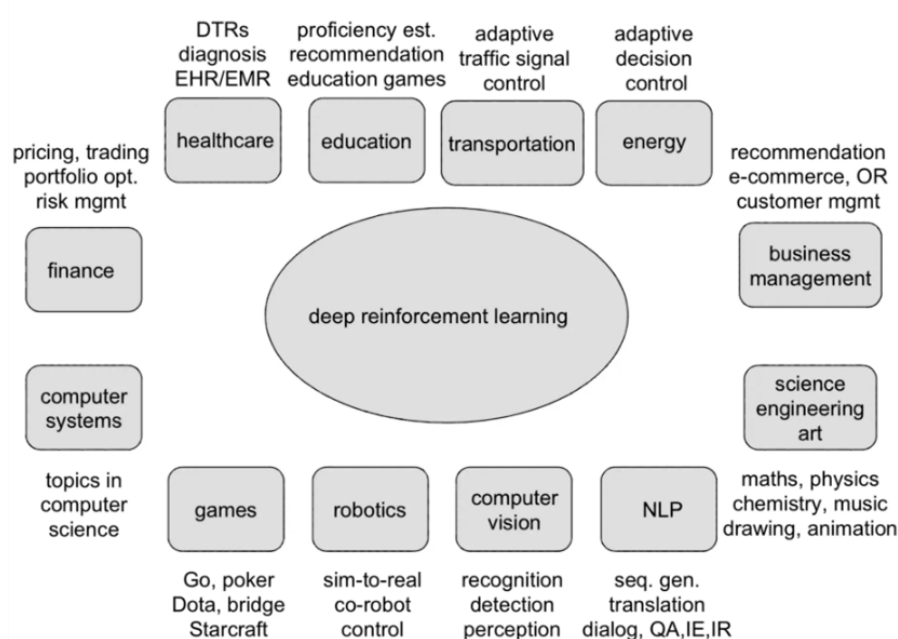 DTRs
diagnosis
EHR/EMR
healthcare
proficiency est.
recommendation
education games
education
adaptive
traffic signal
control
transportation
adaptive
decision
control
energy
pricing, trading
portfolio opt.
risk mgmt
finance
recommendation
e-commerce, OR
customer mgmt
business
management
deep reinforcement learning
computer
systems
topics in
computer
science
science
engineering
art
maths, physics
chemistry, music
drawing, animation
games
Go, poker
Dota, bridge
Starcraft
robotics
sim-to-real
co-robot
control
computer
vision
recognition
detection
perception
NLP
seq. gen.
translation
dialog, QA,IE,IR